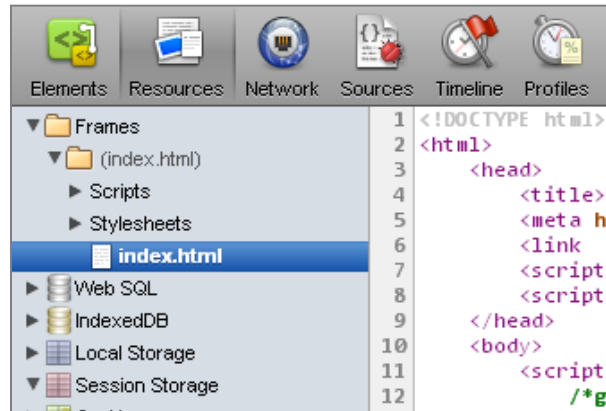 Elements Resources Network Sources Timeline Profiles
Frames
(index.html)
Scripts
Stylesheets
index.html
Web SQL
IndexedDB
Local Storage
Session Storage
1 <!DOCTYPE html>
2 <html>
3 <head>
4 <title>
5 <meta h
6 <link
7 <script
8 <script
9 </head>
10 <body>
11 <script
12 /*g